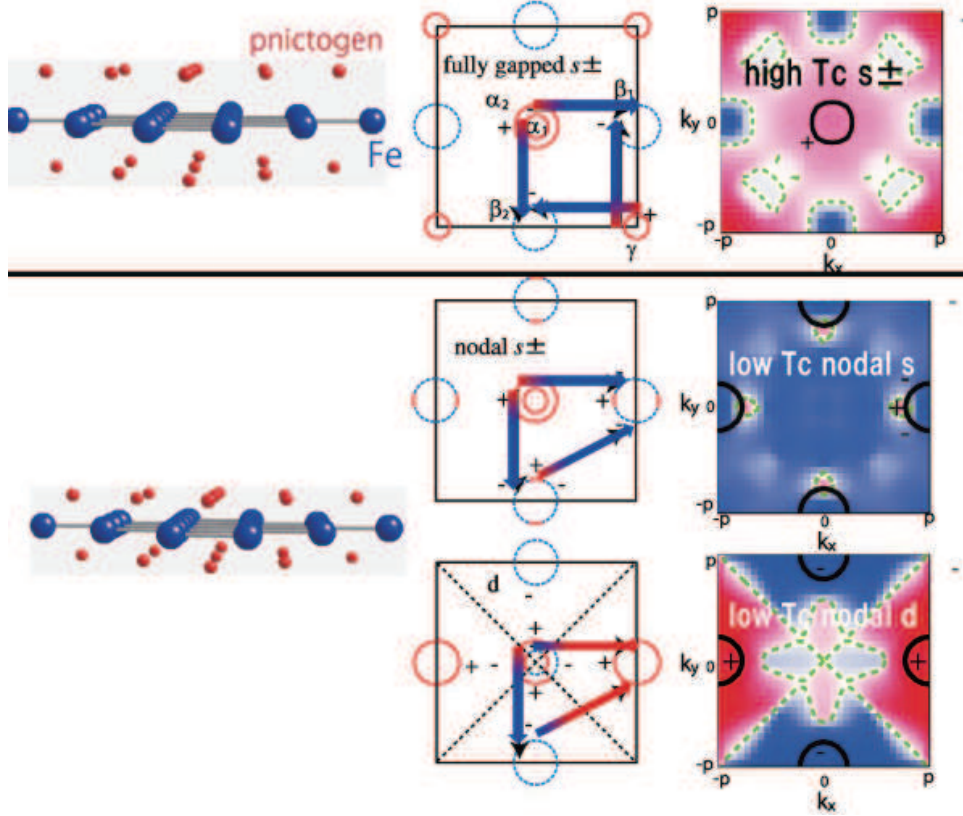 pnictogen
Fe
fully gapped s±
α₂
β₁
-
+
α₁
-
-
β₂
+
γ
p
high Tc s±
ky 0
+
-p
-p
0
p
kx
nodal s±
+
-
+
-
+
-
-
p
low Tc nodal s
ky 0
-
+
-
-p
-p
0
p
kx
d
-
+
+
-
-
+
+
-
p
-
low Tc nodal d
ky 0
+
+
-
-p
-p
0
p
kx